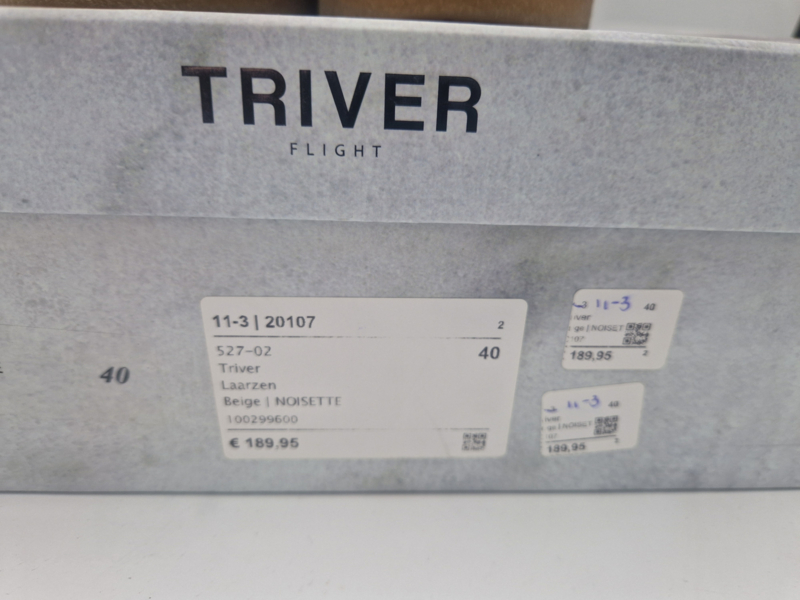 TRIVER
FLIGHT
40
11-3 | 20107
2
527-02
40
Triver
Laarzen
Beige | NOISETTE
100299600
€ 189,95
11-3 40
189,95 2
11-3 40
189,95